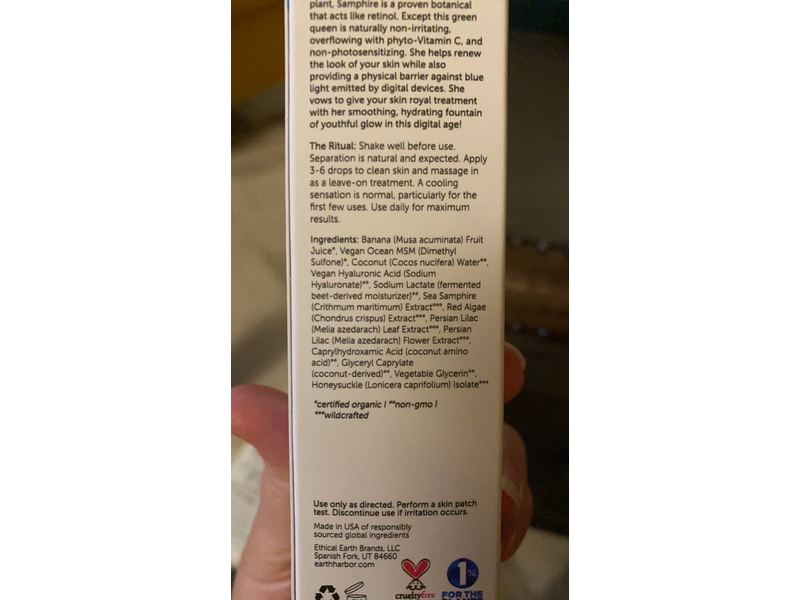 plant, Samphire is a proven botanical
that acts like retinol. Except this green
queen is naturally non-irritating,
overflowing with phyto-Vitamin C, and
non-photosensitizing. She helps renew
the look of your skin while also
providing a physical barrier against blue
light emitted by digital devices. She
vows to give your skin royal treatment
with her smoothing, hydrating fountain
of youthful glow in this digital age!
The Ritual: Shake well before use.
Separation is natural and expected. Apply
3-6 drops to clean skin and massage in
as a leave-on treatment. A cooling
sensation is normal, particularly for the
first few uses. Use daily for maximum
results.
Ingredients: Banana (Musa acuminata) Fruit
Juice*, Vegan Ocean MSM (Dimethyl
Sulfone)*, Coconut (Cocos nucifera) Water**,
Vegan Hyaluronic Acid (Sodium
Hyaluronate)**, Sodium Lactate (fermented
beet-derived moisturizer)**, Sea Samphire
(Crithmum maritimum) Extract***, Red Algae
(Chondrus crispus) Extract***, Persian Lilac
(Melia azedarach) Leaf Extract***, Persian
Lilac (Melia azedarach) Flower Extract***,
Caprylhydroxamic Acid (coconut amino
acid)**, Glyceryl Caprylate
(coconut-derived)**, Vegetable Glycerin**,
Honeysuckle (Lonicera caprifolium) Isolate***
*certified organic | **non-gmo |
***wildcrafted
Use only as directed. Perform a skin patch
test. Discontinue use if irritation occurs.
Made in USA of responsibly
sourced global ingredients
Ethical Earth Brands, LLC
Spanish Fork, UT 84660
earthharbor.com
crueltyfree
1%
FOR THE